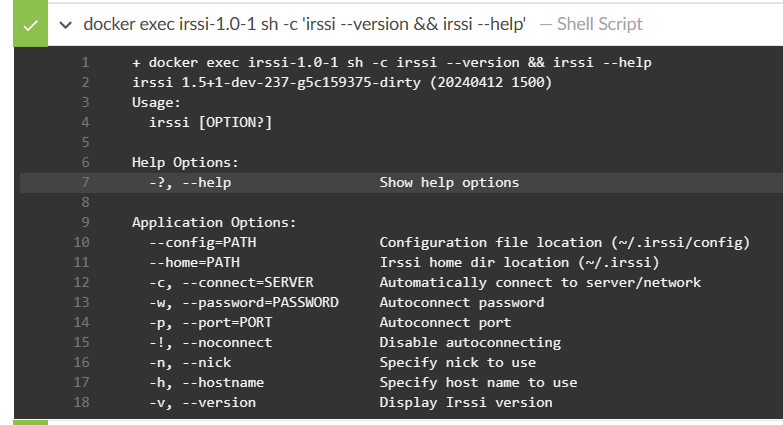 docker exec irssi-1.0-1 sh -c 'irssi --version && irssi --help' — Shell Script
1 + docker exec irssi-1.0-1 sh -c irssi --version && irssi --help
2 irssi 1.5+1-dev-237-g5c159375-dirty (20240412 1500)
3 Usage:
4 irssi [OPTION?]
5
6 Help Options:
7 -?, --help Show help options
8
9 Application Options:
10 --config=PATH Configuration file location (~/.irssi/config)
11 --home=PATH Irssi home dir location (~/.irssi)
12 -c, --connect=SERVER Automatically connect to server/network
13 -w, --password=PASSWORD Autoconnect password
14 -p, --port=PORT Autoconnect port
15 -!, --noconnect Disable autoconnecting
16 -n, --nick Specify nick to use
17 -h, --hostname Specify host name to use
18 -v, --version Display Irssi version